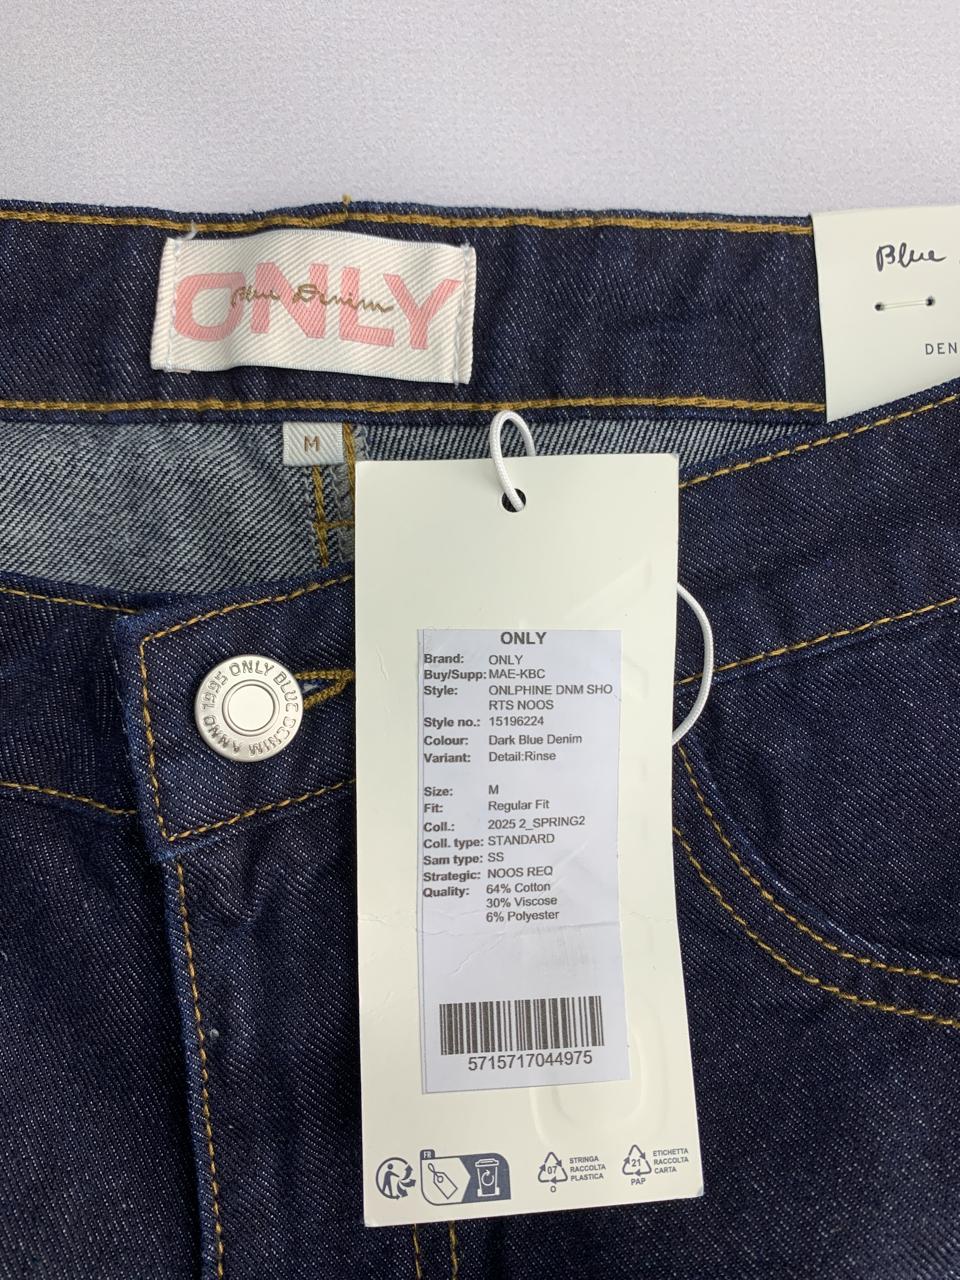 ONLY
Blue Denim
M
Blue
DEN
ANNO 1995 ONLY BLUE DENIM
ONLY
Brand: ONLY
Buy/Supp: MAE-KBC
Style: ONLPHINE DNM SHO
RTS NOOS
Style no.: 15196224
Colour: Dark Blue Denim
Variant: Detail:Rinse
Size: M
Fit: Regular Fit
Coll.: 2025 2_SPRING2
Coll. type: STANDARD
Sam type: SS
Strategic: NOOS REQ
Quality: 64% Cotton
30% Viscose
6% Polyester
5715717044975
FR
07
O
STRINGA
RACCOLTA
PLASTICA
21
PAP
ETICHETTA
RACCOLTA
CARTA